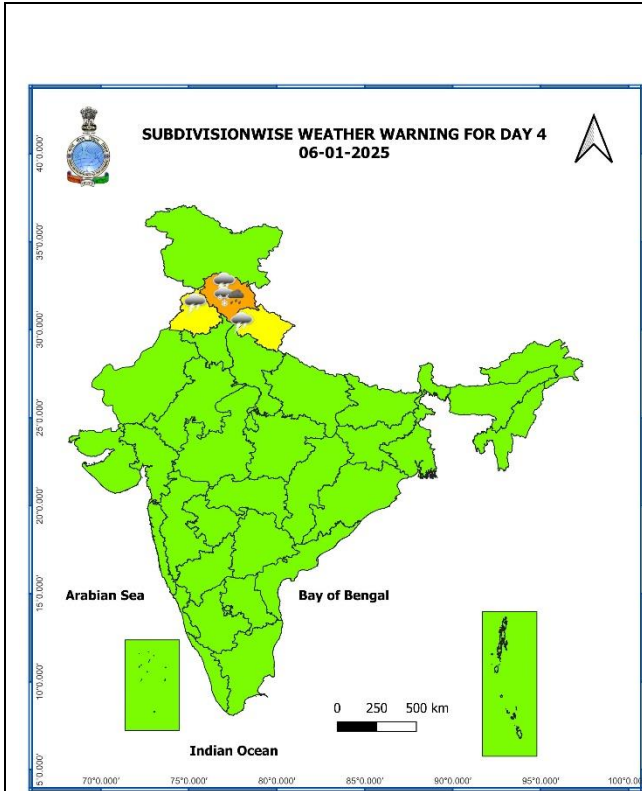 SUBDIVISIONWISE WEATHER WARNING FOR DAY 4
06-01-2025
40°0.000'
35°0.000'
30°0.000'
25°0.000'
20°0.000'
15°0.000'
10°0.000'
5°0.000'
Arabian Sea
Bay of Bengal
0 250 500 km
Indian Ocean
70°0.000' 75°0.000' 80°0.000' 85°0.000' 90°0.000' 95°0.000' 100°0.0